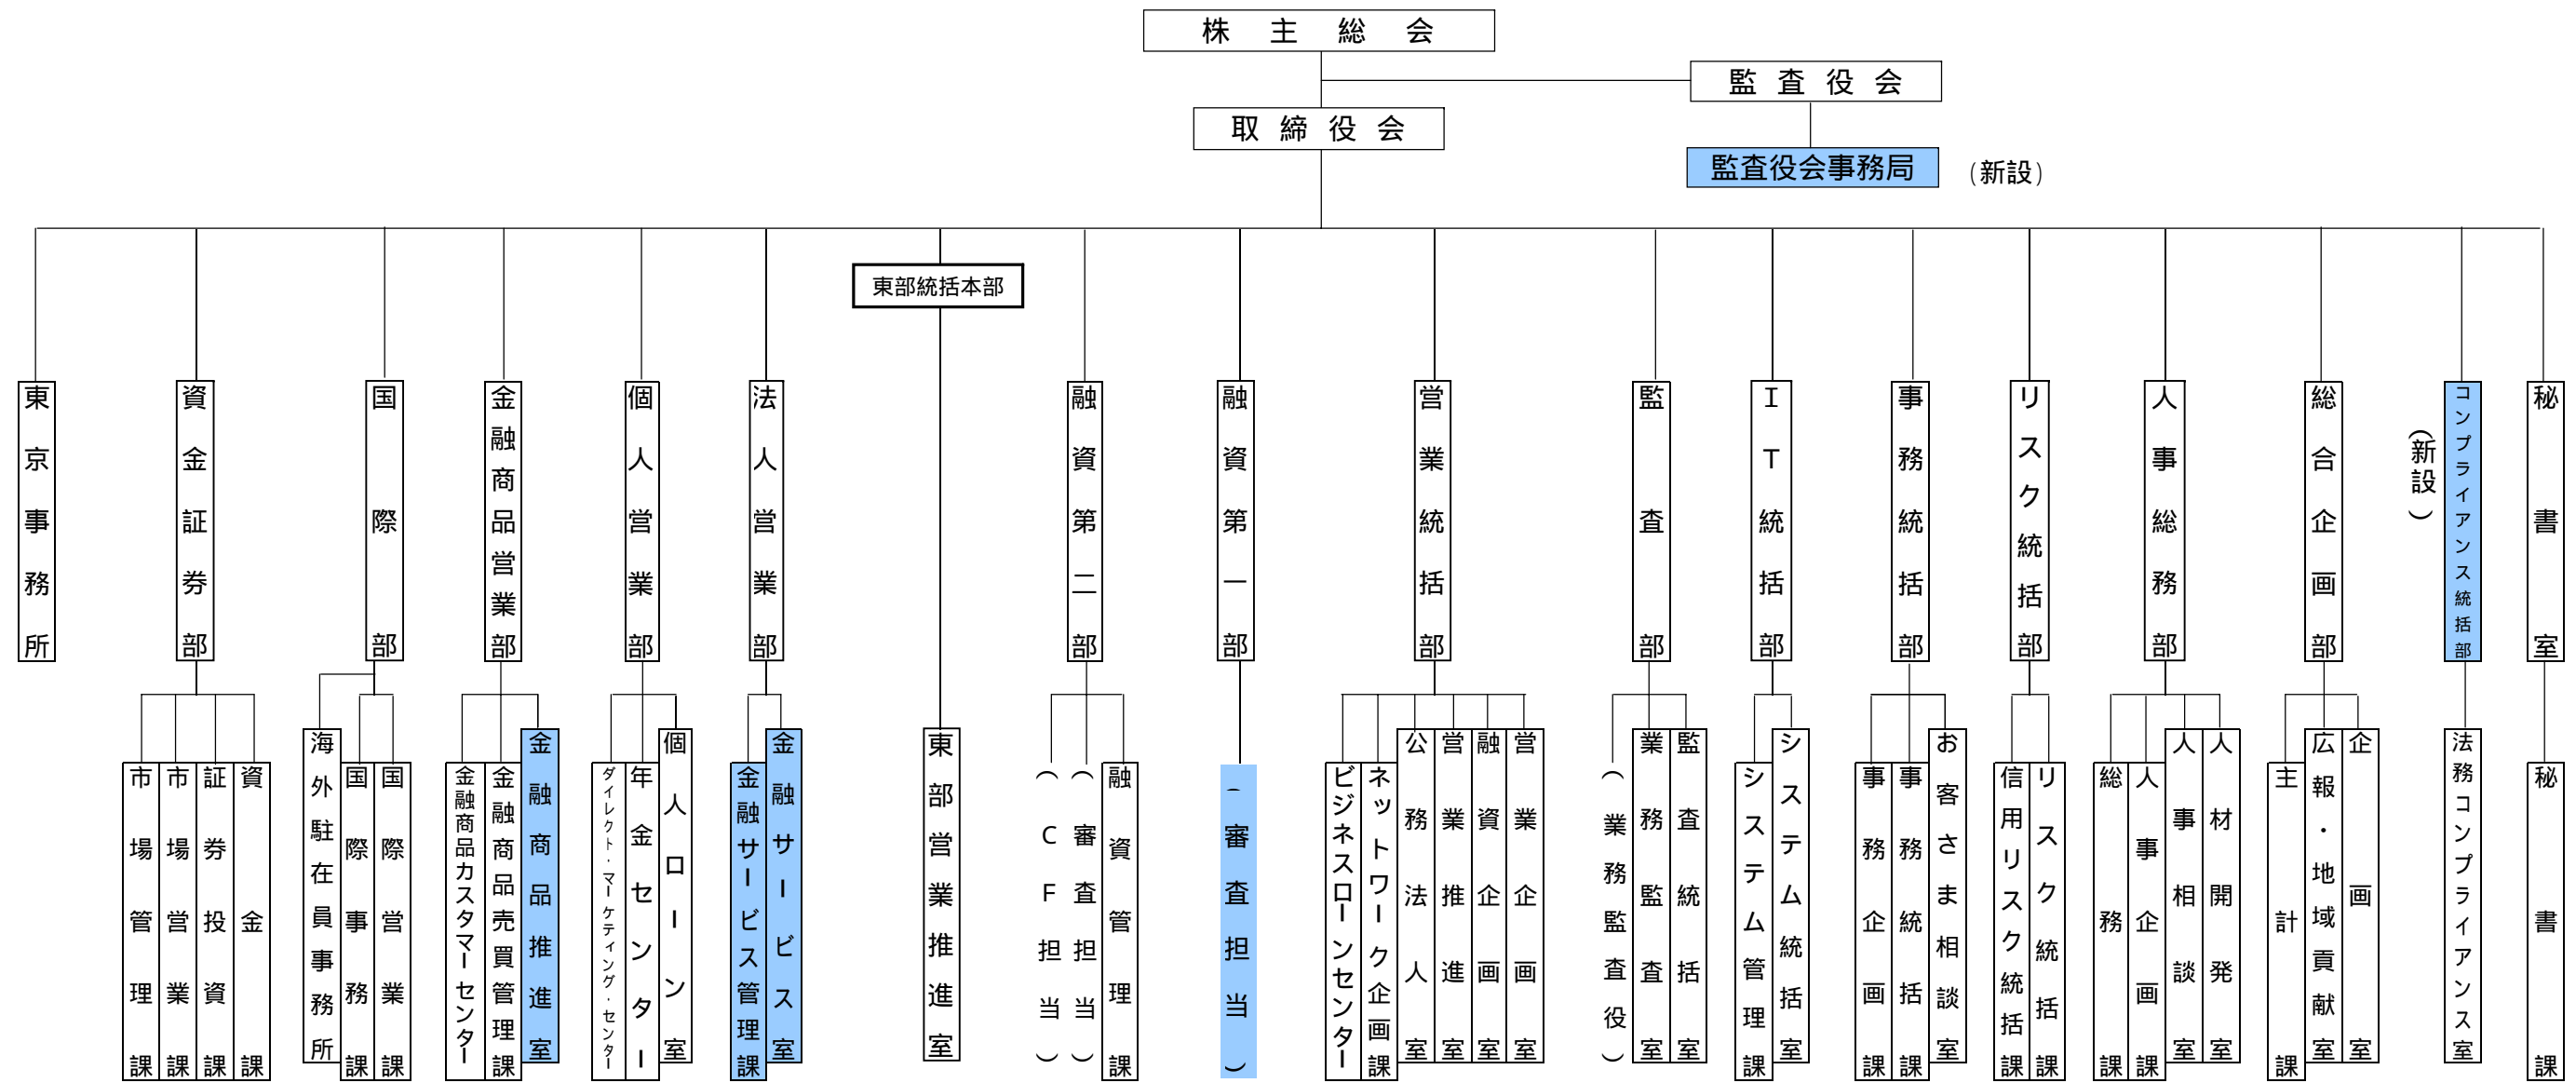 株主総会
監査役会
取締役会
監査役会事務局
(新設)
東部統括本部
東京事務所
資金証券部
国際部
金融商品営業部
個人営業部
法人営業部
融資第二部
融資第一部
営業統括部
監査部
IT統括部
事務統括部
リスク統括部
人事総務部
総合企画部
(新設)
コンプライアンス統括部
秘書室
市場管理課
市場営業課
証券投資課
資金課
海外駐在員事務所
国際事務課
国際営業課
金融商品カスタマーセンター
金融商品売買管理課
金融商品推進室
ダイレクト・マーケティング・センター
年金センター
個人ローン室
金融サービス管理課
金融サービス室
東部営業推進室
(CF担当)
(審査担当)
融資管理課
(審査担当)
ビジネスローンセンター
ネットワーク企画課
公務法人室
営業推進室
融資企画室
営業企画室
(業務監査役)
業務監査室
監査統括室
システム管理課
システム統括室
事務企画課
事務統括課
お客さま相談室
信用リスク統括課
リスク統括課
総務課
人事企画課
人事相談室
人材開発室
主計課
広報・地域貢献室
企画室
法務コンプライアンス室
秘書課